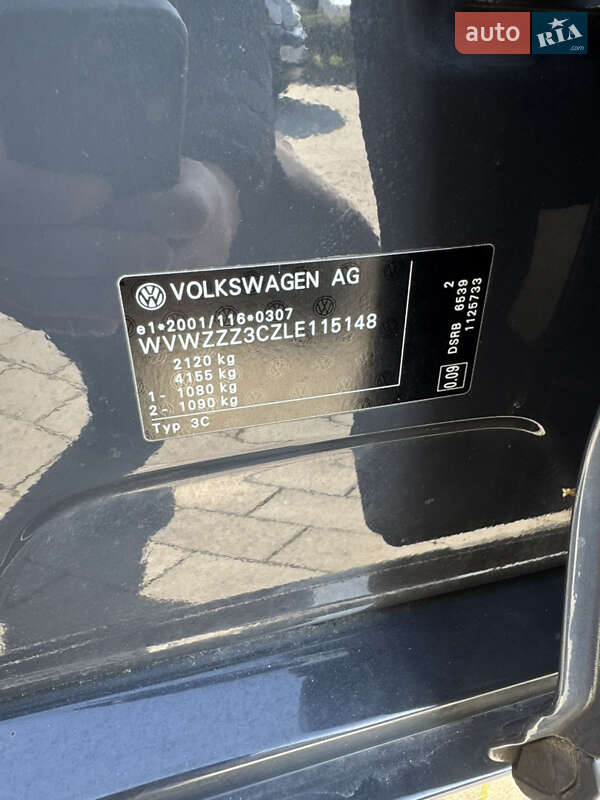 auto RIA
.com
VOLKSWAGEN AG
e1*2001/116*0307
WVWZZZ3CZLE115148
2120 kg
4155 kg
1- 1080 kg
2- 1090 kg
Typ 3C
0.09
DSRB 6539 2
1125733